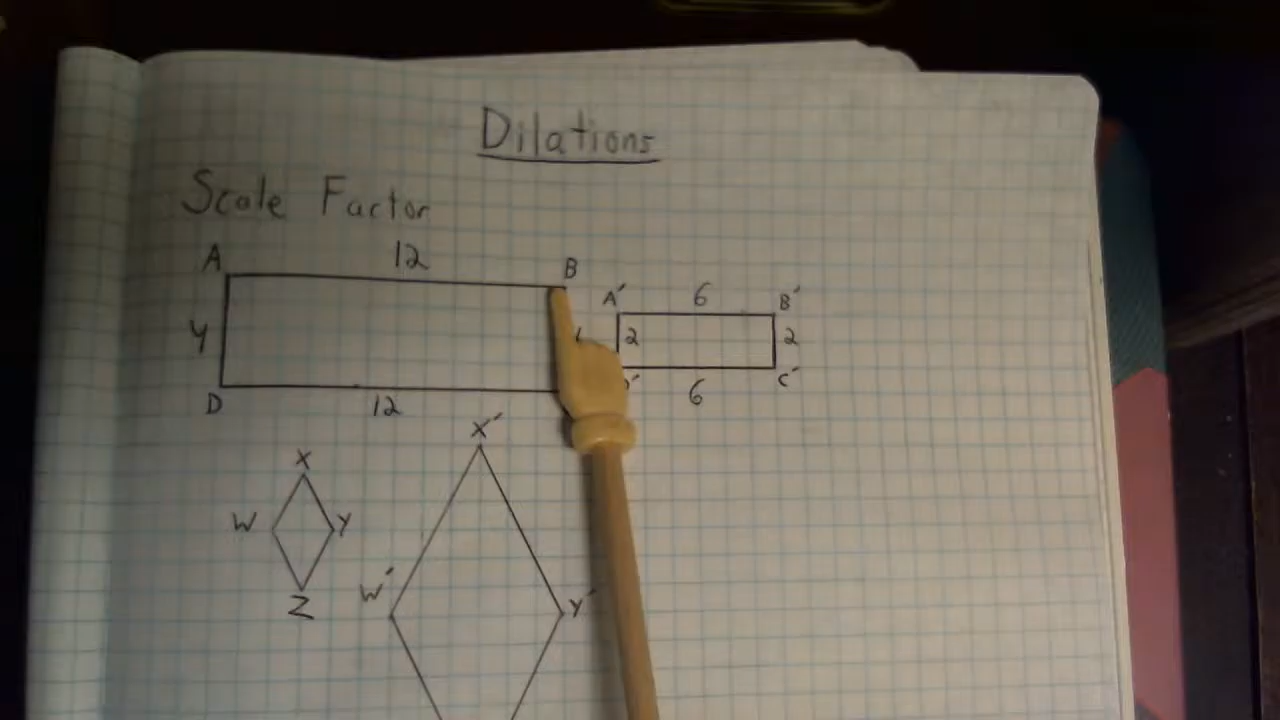 Dilations
Scale Factor
A 12 B
4
D 12
A´ 6 B´
2 2
6 C´
X
W Y
Z
X´
W´ Y´